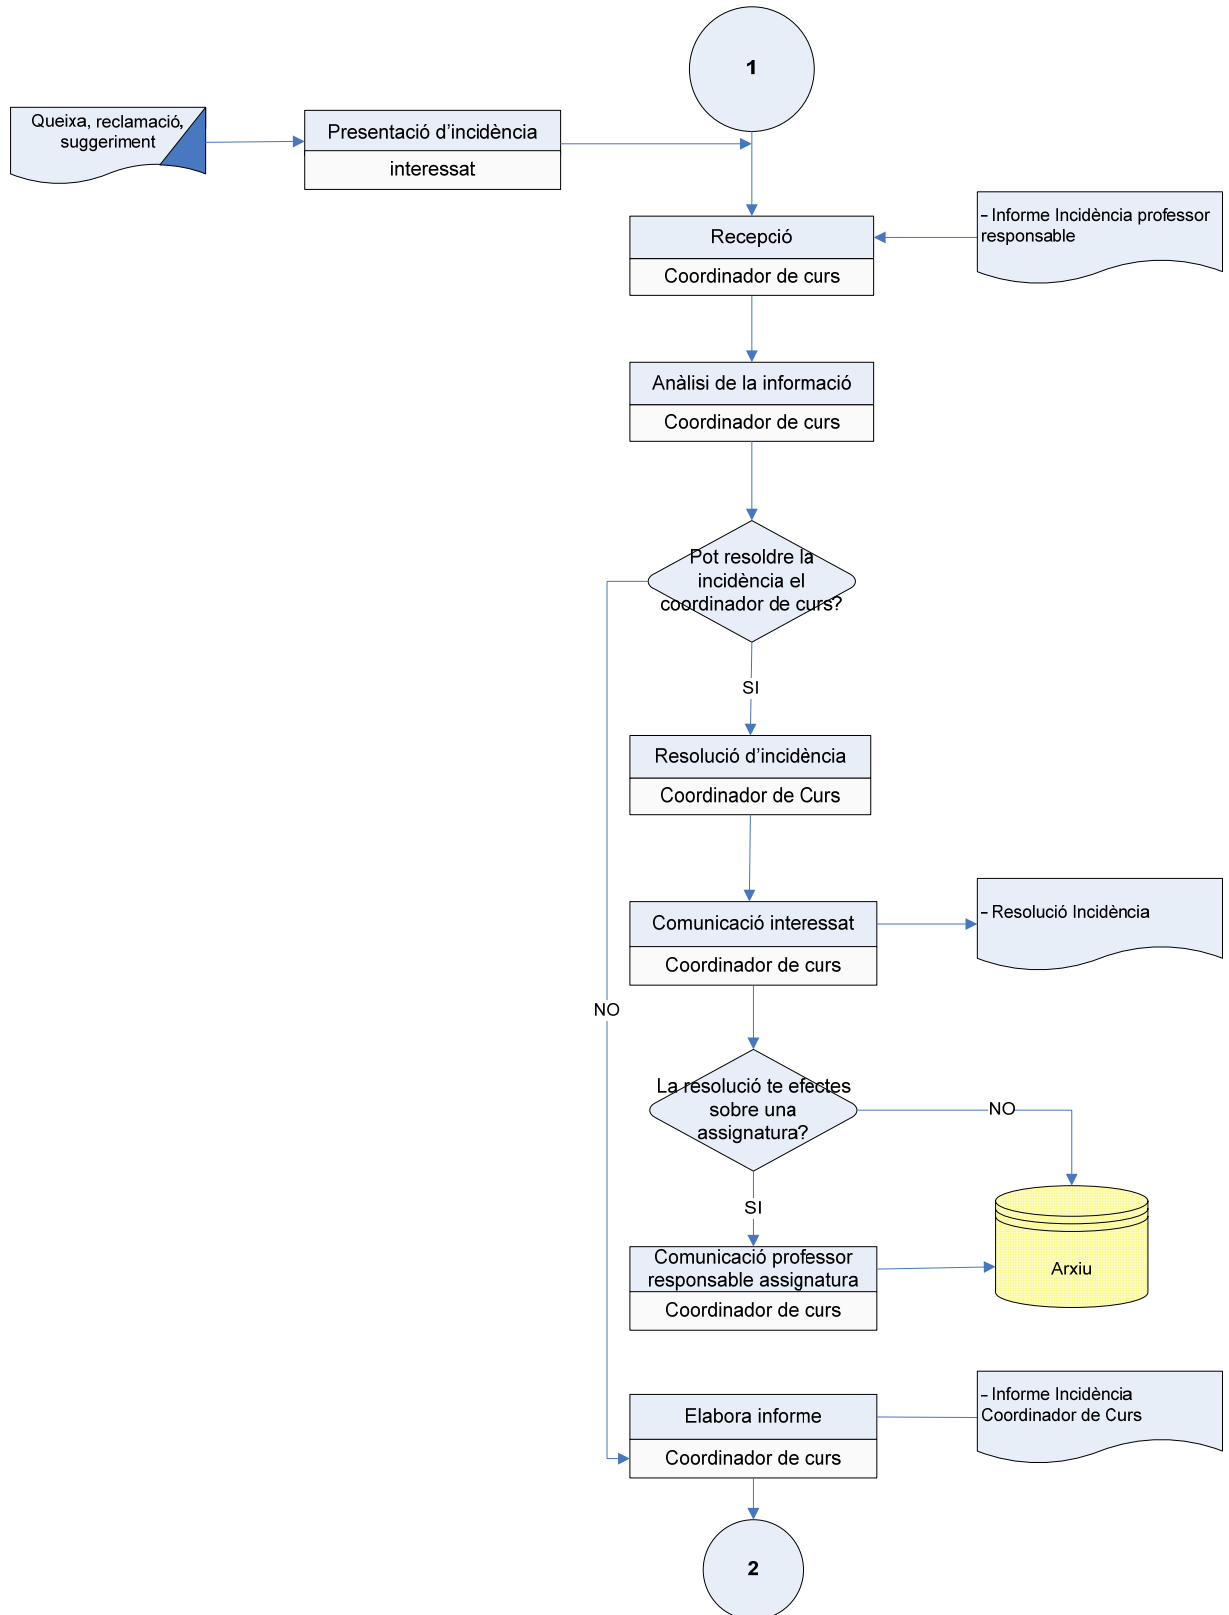 1
Queixa, reclamació,
suggeriment
Presentació d'incidència
interessat
– Informe Incidència professor
responsable
Recepció
Coordinador de curs
Anàlisi de la informació
Coordinador de curs
Pot resoldre la
incidència el
coordinador de curs?
SI
Resolució d'incidència
Coordinador de Curs
Comunicació interessat
Coordinador de curs
– Resolució Incidència
NO
La resolució te efectes
sobre una
assignatura?
NO
SI
Comunicació professor
responsable assignatura
Coordinador de curs
Arxiu
Elabora informe
Coordinador de curs
– Informe Incidència
Coordinador de Curs
2